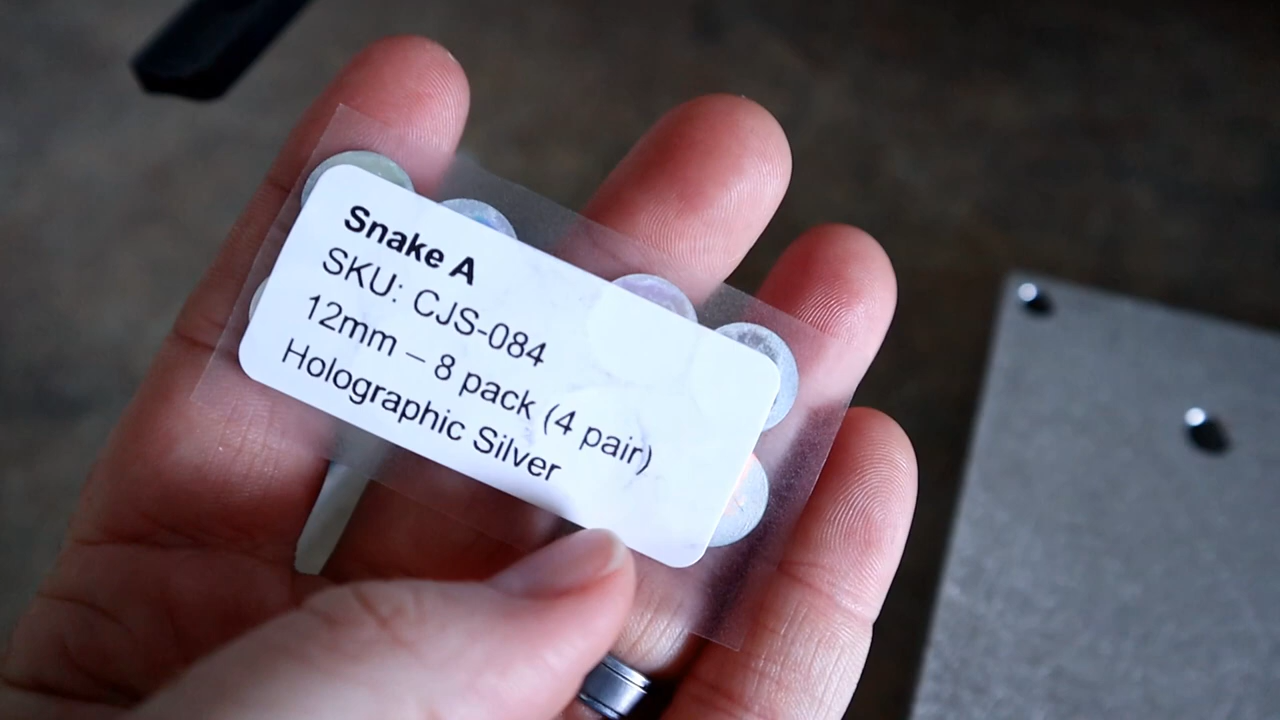 Snake A
SKU: CJS-084
12mm – 8 pack (4 pair)
Holographic Silver